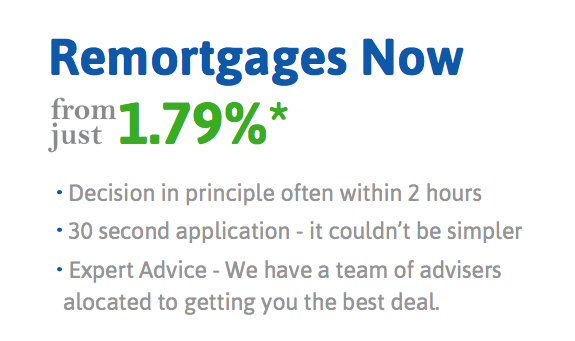 Remortgages Now
from
just 1.79%*
· Decision in principle often within 2 hours
· 30 second application - it couldn’t be simpler
· Expert Advice - We have a team of advisers
alocated to getting you the best deal.